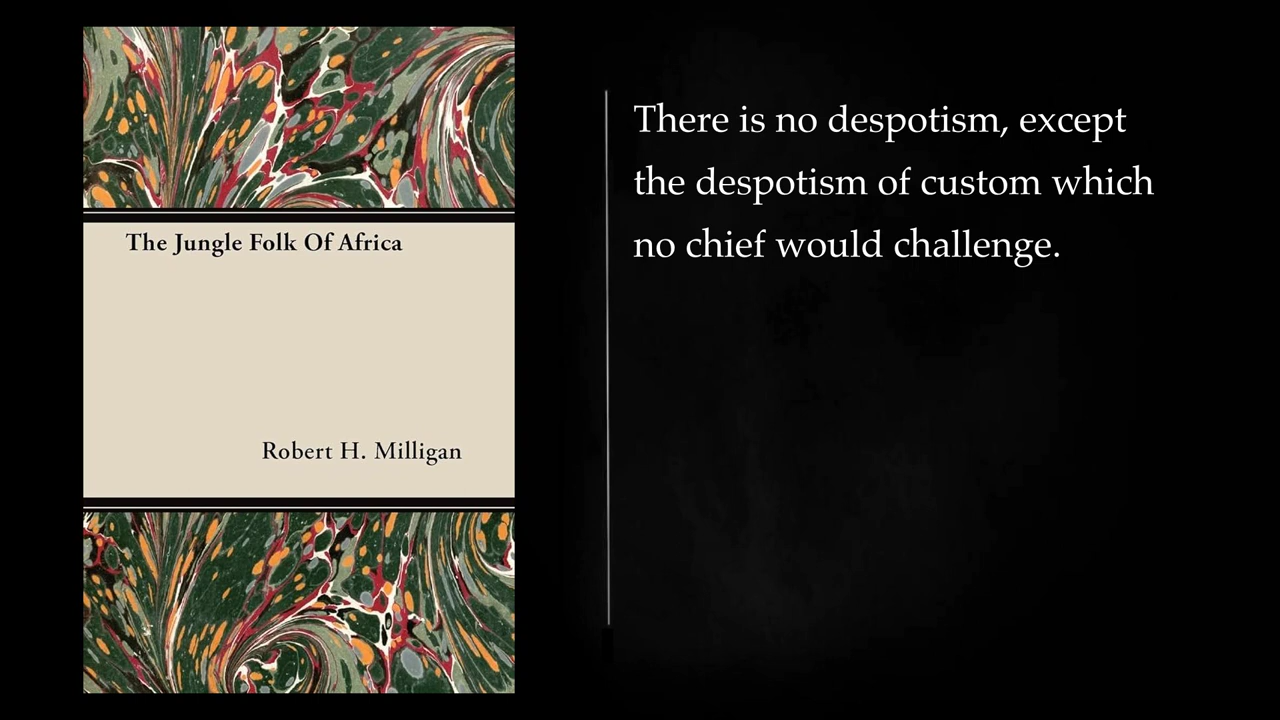 The Jungle Folk Of Africa
Robert H. Milligan
There is no despotism, except
the despotism of custom which
no chief would challenge.